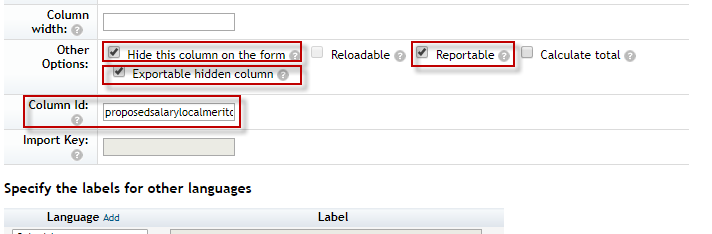 Column
width: ?
Other
Options: Hide this column on the form ? Reloadable ? Reportable ? Calculate total ?
Exportable hidden column ?
Column Id:
? proposedsalarylocalmerit
Import Key:
?
Specify the labels for other languages
Language Add Label